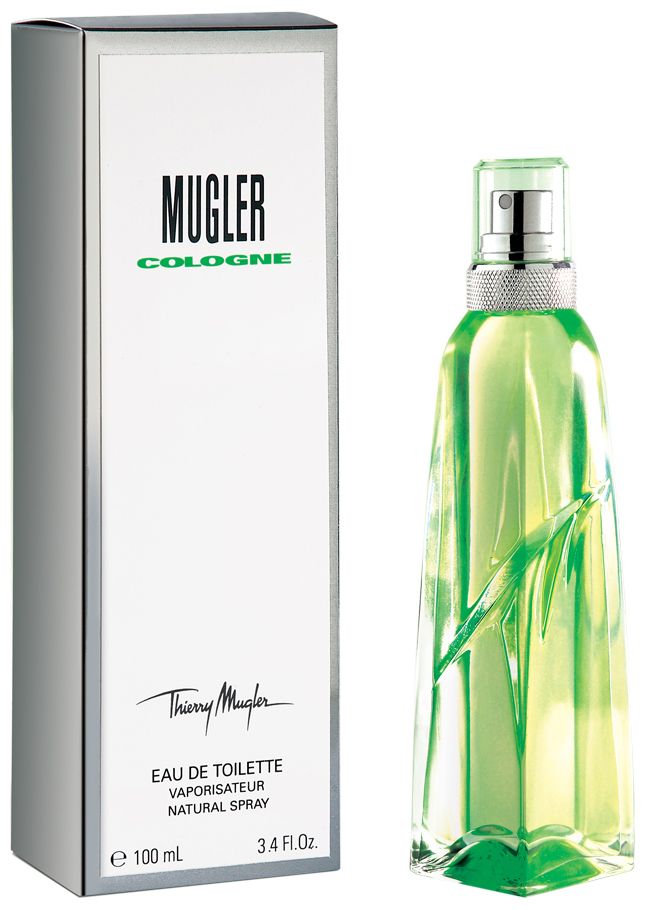 MUGLER
COLOGNE
Thierry Mugler
EAU DE TOILETTE
VAPORISATEUR
NATURAL SPRAY
℮ 100 mL 3.4 Fl.Oz.